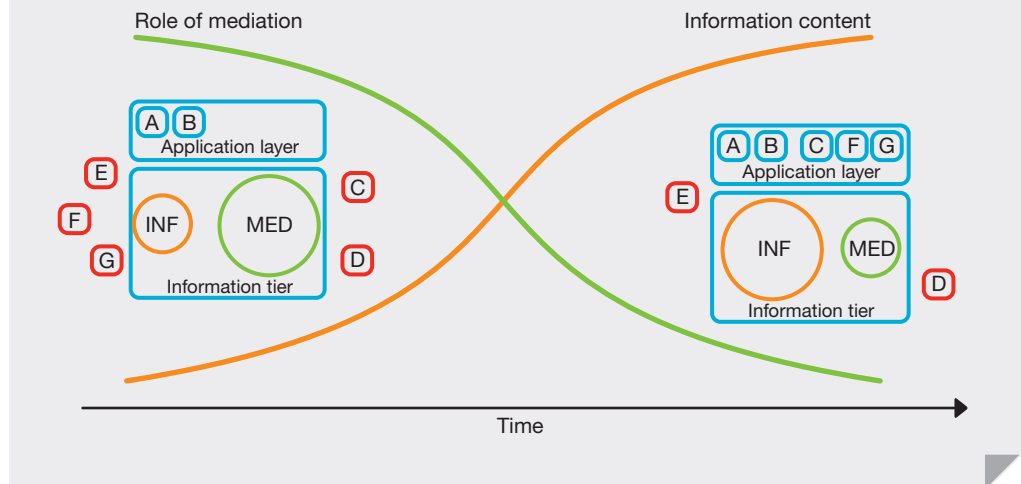 Role of mediation
Information content
A B
Application layer
E
F
G
INF
MED
Information tier
C
D
A B C F G
Application layer
E
INF
MED
Information tier
D
Time